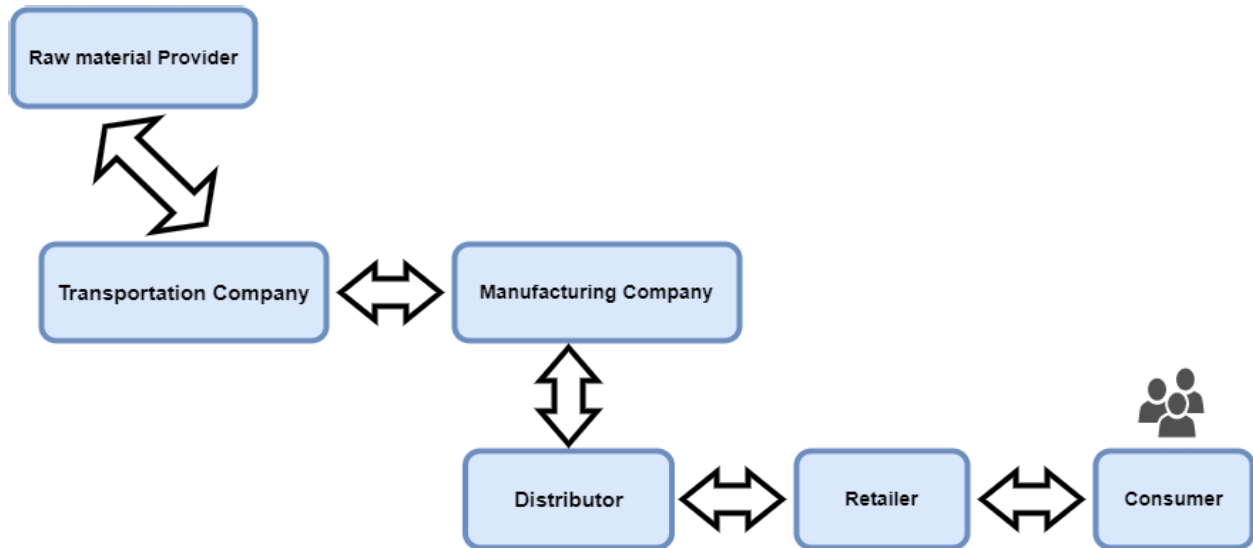 Raw material Provider
Transportation Company
Manufacturing Company
Distributor
Retailer
Consumer